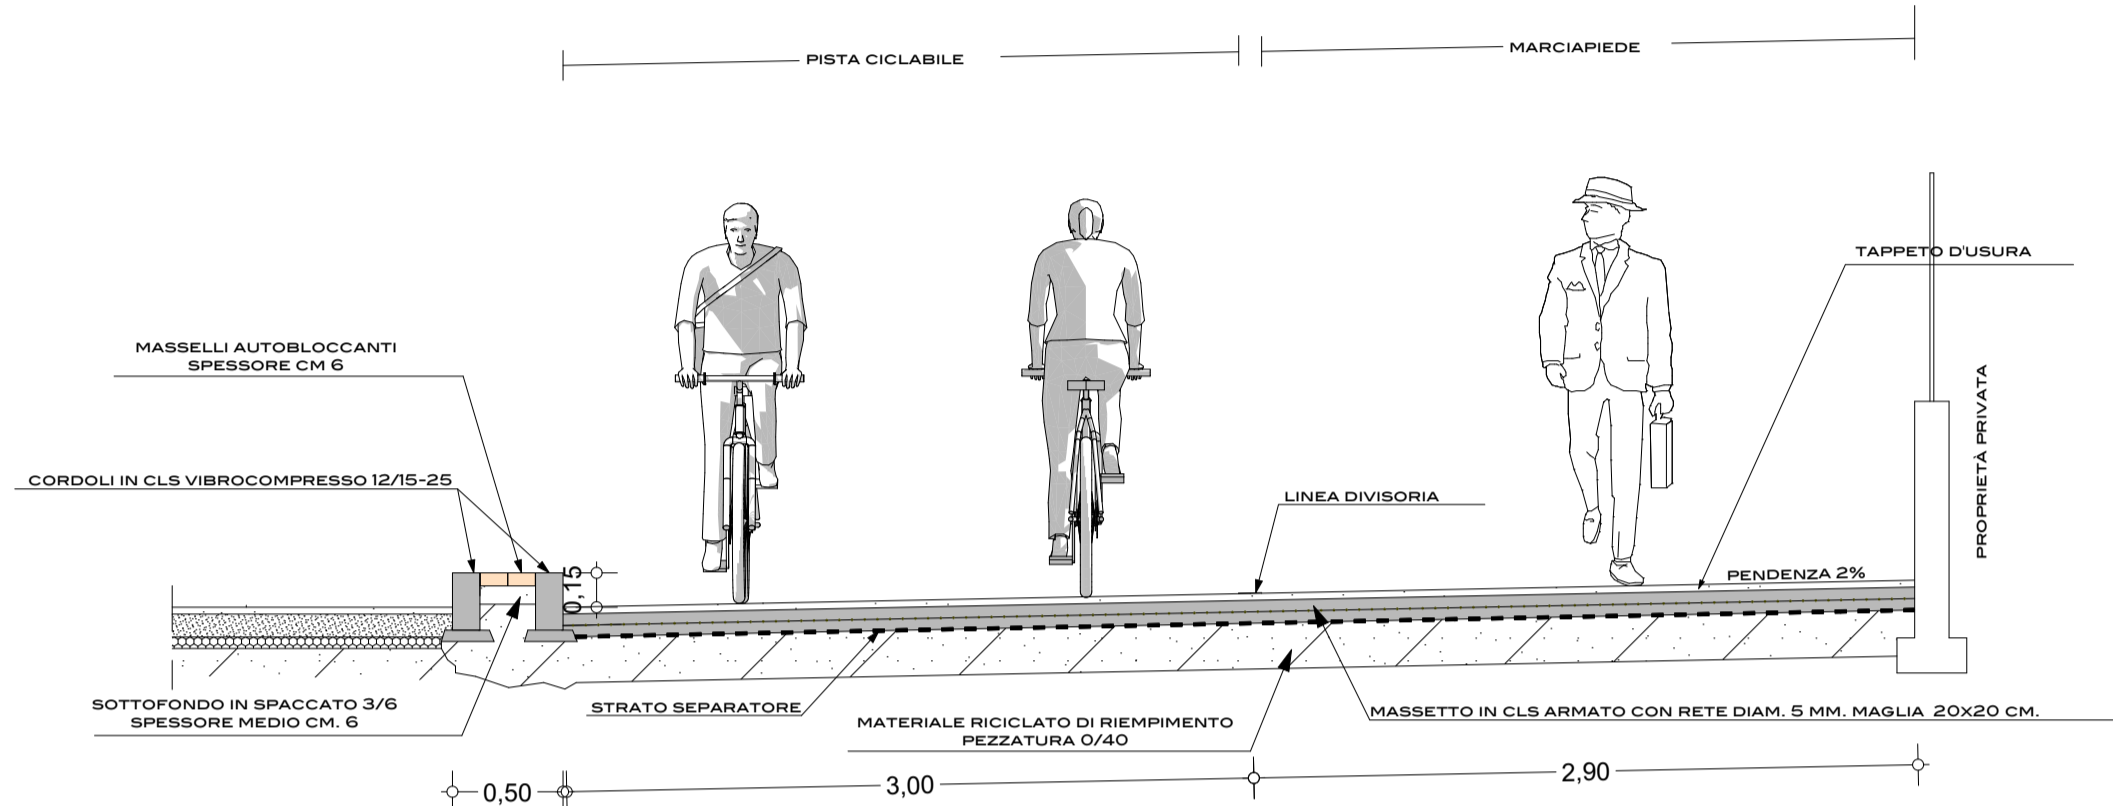 PISTA CICLABILE
MARCIAPIEDE
TAPPETO D'USURA
MASSELLI AUTOBLOCCANTI
SPESSORE CM 6
PROPRIETÀ PRIVATA
CORDOLI IN CLS VIBROCOMPRESSO 12/15-25
LINEA DIVISORIA
0,15
PENDENZA 2%
SOTTOFONDO IN SPACCATO 3/6
SPESSORE MEDIO CM. 6
STRATO SEPARATORE
MATERIALE RICICLATO DI RIEMPIMENTO
PEZZATURA 0/40
MASSETTO IN CLS ARMATO CON RETE DIAM. 5 MM. MAGLIA 20X20 CM.
0,50
3,00
2,90